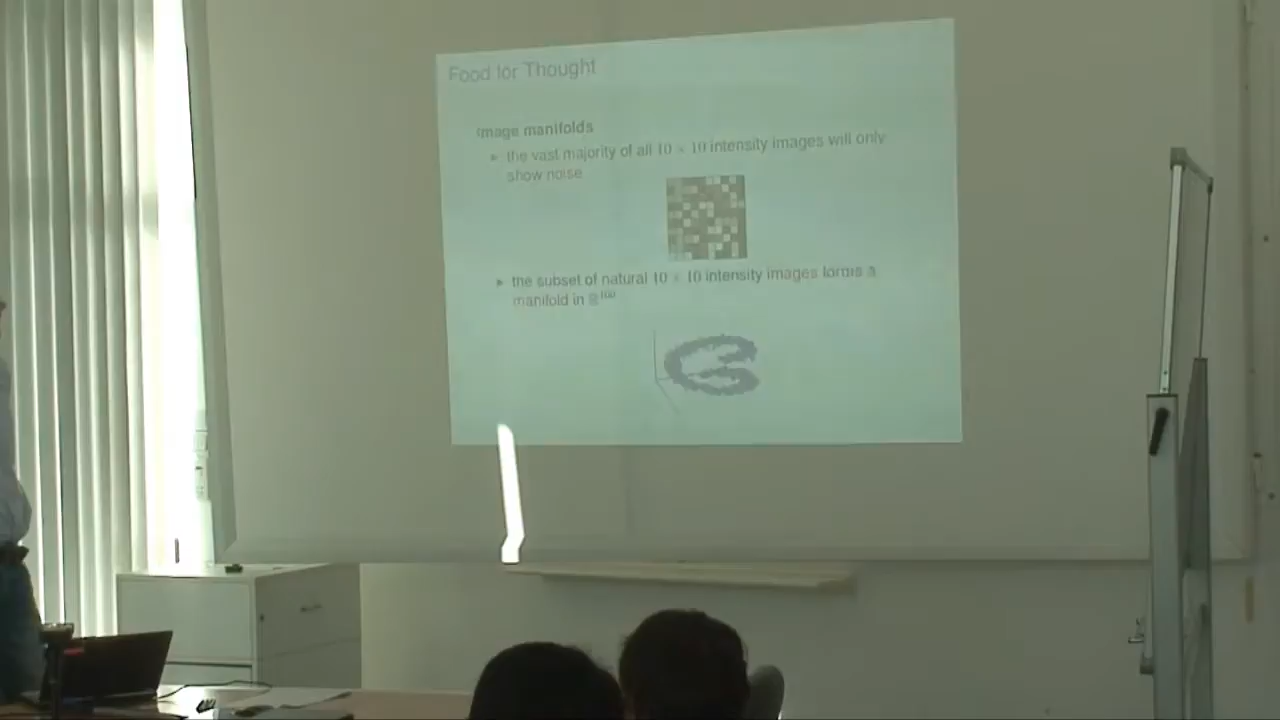 Food for Thought
Image manifolds
▸ the vast majority of all 10 × 10 intensity images will only
show noise
▸ the subset of natural 10 × 10 intensity images forms a
manifold in ℝ¹⁰⁰